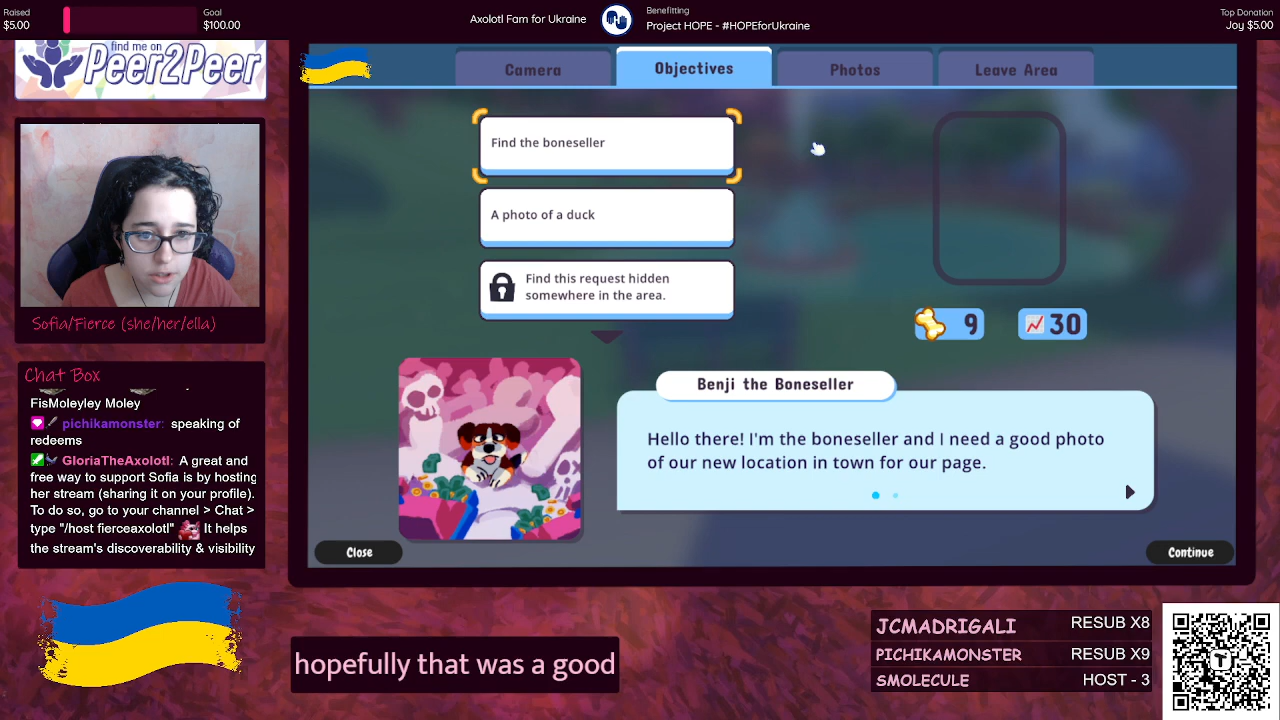 Raised
$5.00
Goal
$100.00
Axolotl Fam for Ukraine
Benefitting
Project HOPE - #HOPEforUkraine
Top Donation
Joy $5.00
find me on
Peer2Peer
Camera
Objectives
Photos
Leave Area
Find the boneseller
A photo of a duck
Find this request hidden
somewhere in the area.
9
30
Benji the Boneseller
Hello there! I'm the boneseller and I need a good photo
of our new location in town for our page.
Close
Continue
Sofia/Fierce (she/her/ella)
Chat Box
FisMoleyley Moley
pichikamonster: speaking of
redeems
GloriaTheAxolotl: A great and
free way to support Sofia is by hosting
her stream (sharing it on your profile).
To do so, go to your channel > Chat >
type "/host fierceaxolotl" It helps
the stream's discoverability & visibility
hopefully that was a good
JCMADRIGALI RESUB X8
PICHIKAMONSTER RESUB X9
SMOLECULE HOST - 3
T